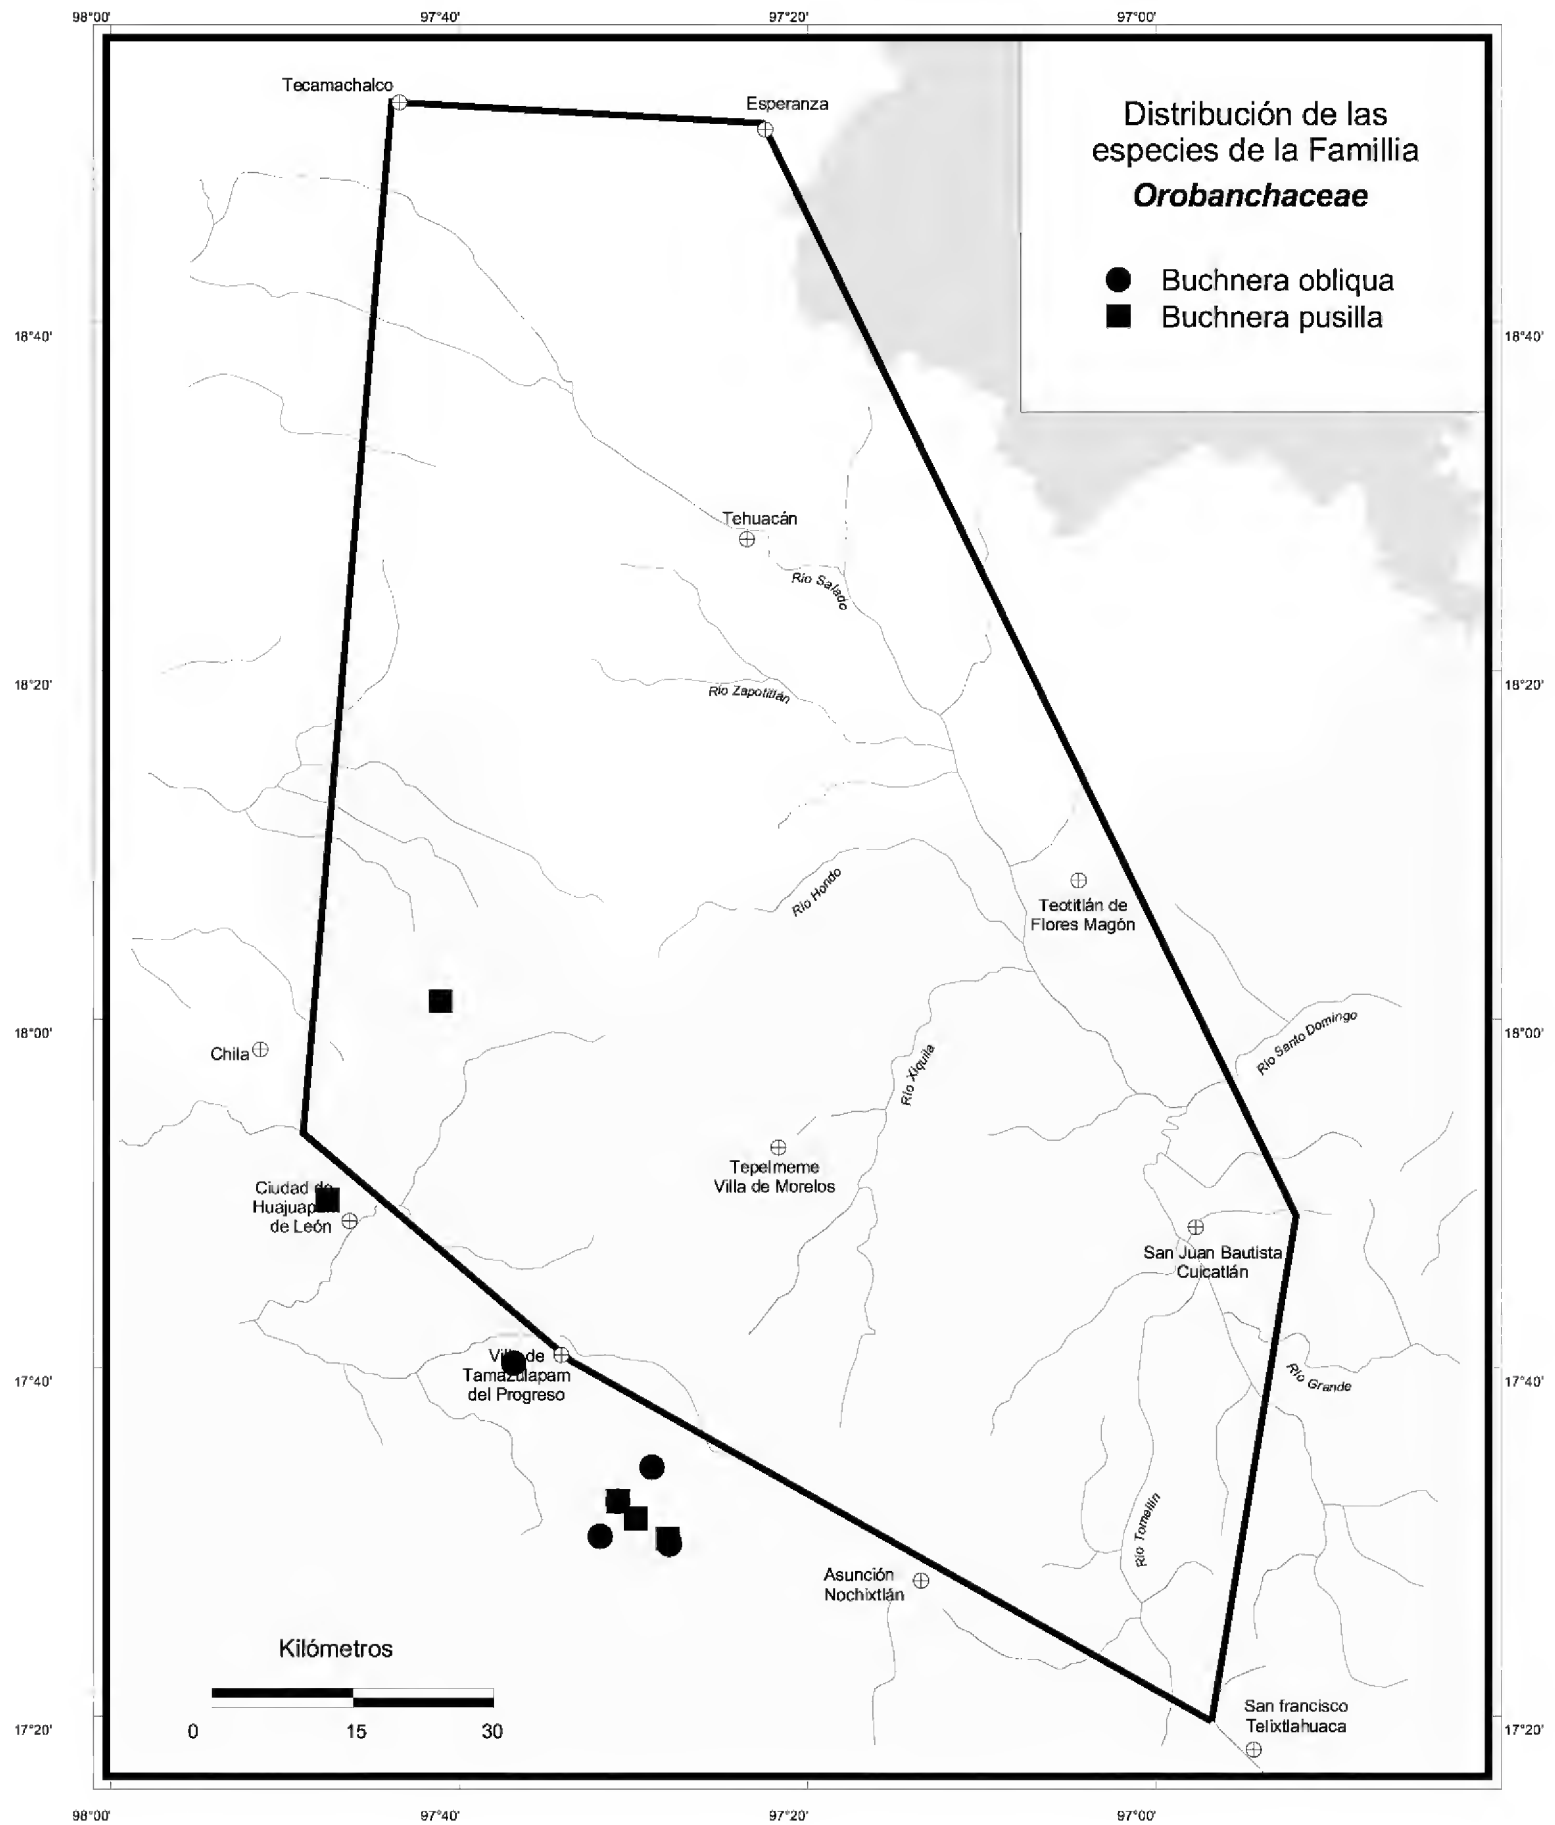 98°00'
97°40'
97°20'
97°00'
Tecamachalco
Esperanza
Distribución de las
especies de la Famillia
Orobanchaceae
Buchnera obliqua
Buchnera pusilla
18°40'
18°40'
Tehuacán
Río Salado
18°20'
18°20'
Río Zapotitlán
Río Hondo
Teotitlán de
Flores Magón
18°00'
18°00'
Chila
Río Xiquila
Río Santo Domingo
Tepelmeme
Villa de Morelos
Ciudad de
Huajuapan
de León
San Juan Bautista
Cuicatlán
Villa de
Tamazulapam
del Progreso
17°40'
17°40'
Río Grande
Río Tomellín
Asunción
Nochixtlán
Kilómetros
0 15 30
San francisco
Telixtlahuaca
17°20'
17°20'
98°00'
97°40'
97°20'
97°00'